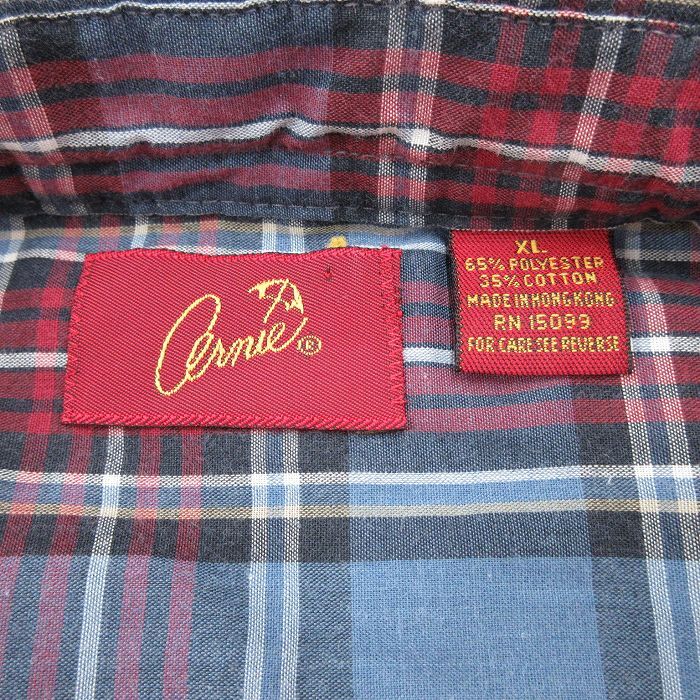 Arnie®
XL
65% POLYESTER
35% COTTON
MADE IN HONG KONG
RN 15099
FOR CARE SEE REVERSE